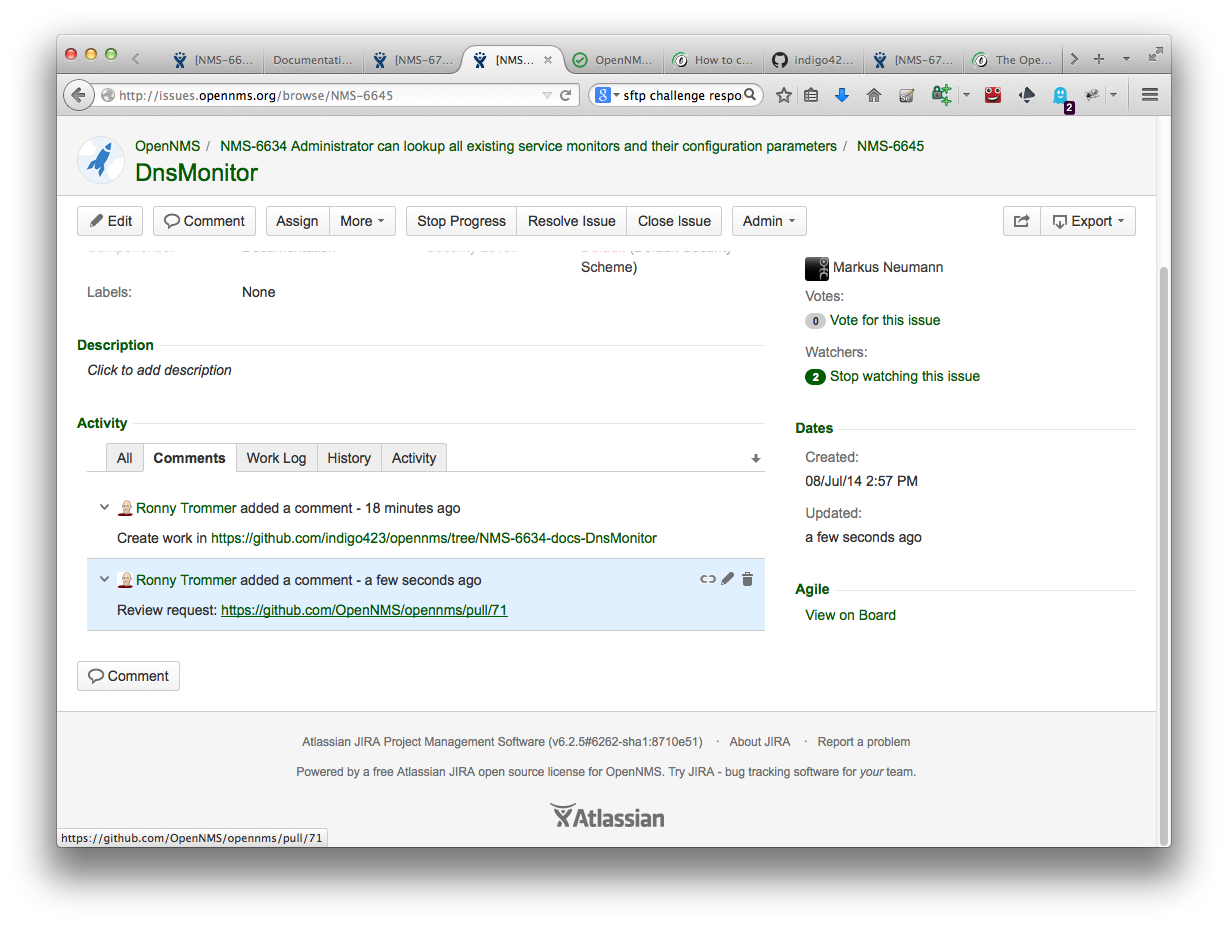 [NMS-66...
Documentati...
[NMS-67...
[NMS...
OpenNM...
How to c...
indigo42...
[NMS-67...
The Ope...
http://issues.opennms.org/browse/NMS-6645
sftp challenge respo
2
OpenNMS / NMS-6634 Administrator can lookup all existing service monitors and their configuration parameters / NMS-6645
DnsMonitor
Edit
Comment
Assign
More
Stop Progress
Resolve Issue
Close Issue
Admin
Export
Scheme)
Labels:
None
Description
Click to add description
Activity
All
Comments
Work Log
History
Activity
Ronny Trommer added a comment - 18 minutes ago
Create work in https://github.com/indigo423/opennms/tree/NMS-6634-docs-DnsMonitor
Ronny Trommer added a comment - a few seconds ago
Review request: https://github.com/OpenNMS/opennms/pull/71
Comment
Markus Neumann
Votes:
0 Vote for this issue
Watchers:
2 Stop watching this issue
Dates
Created:
08/Jul/14 2:57 PM
Updated:
a few seconds ago
Agile
View on Board
Atlassian JIRA Project Management Software (v6.2.5#6262-sha1:8710e51) · About JIRA · Report a problem
Powered by a free Atlassian JIRA open source license for OpenNMS. Try JIRA - bug tracking software for your team.
Atlassian
https://github.com/OpenNMS/opennms/pull/71